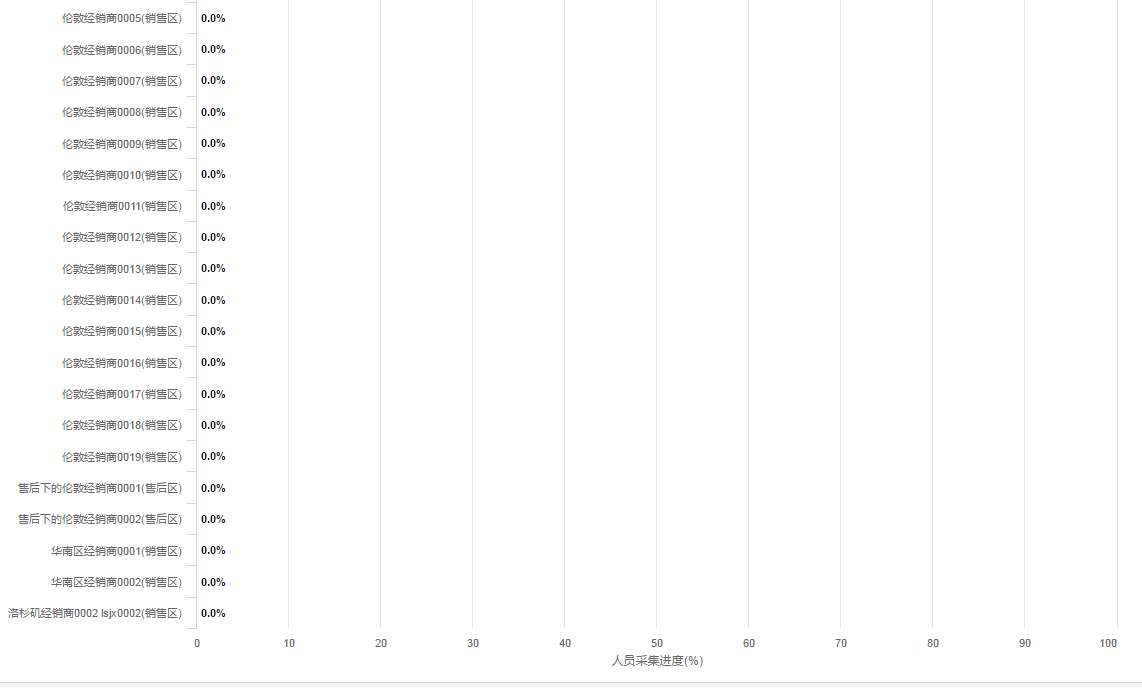 伦敦经销商0005(销售区) 0.0%
伦敦经销商0006(销售区) 0.0%
伦敦经销商0007(销售区) 0.0%
伦敦经销商0008(销售区) 0.0%
伦敦经销商0009(销售区) 0.0%
伦敦经销商0010(销售区) 0.0%
伦敦经销商0011(销售区) 0.0%
伦敦经销商0012(销售区) 0.0%
伦敦经销商0013(销售区) 0.0%
伦敦经销商0014(销售区) 0.0%
伦敦经销商0015(销售区) 0.0%
伦敦经销商0016(销售区) 0.0%
伦敦经销商0017(销售区) 0.0%
伦敦经销商0018(销售区) 0.0%
伦敦经销商0019(销售区) 0.0%
售后下的伦敦经销商0001(售后区) 0.0%
售后下的伦敦经销商0002(售后区) 0.0%
华南区经销商0001(销售区) 0.0%
华南区经销商0002(销售区) 0.0%
洛杉矶经销商0002 lsjx0002(销售区) 0.0%
0 10 20 30 40 50 60 70 80 90 100
人员采集进度(%)